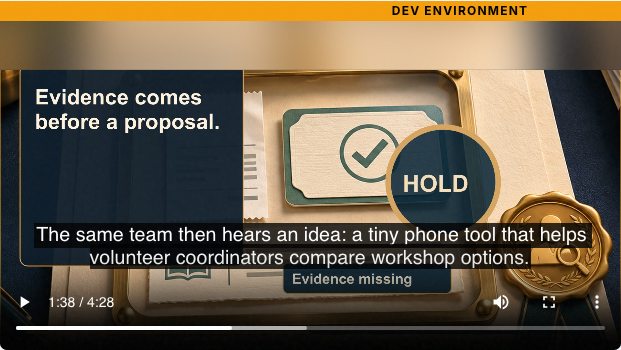 DEV ENVIRONMENT
Evidence comes
before a proposal.
HOLD
The same team then hears an idea: a tiny phone tool that helps
volunteer coordinators compare workshop options.
Evidence missing
1:38 / 4:28